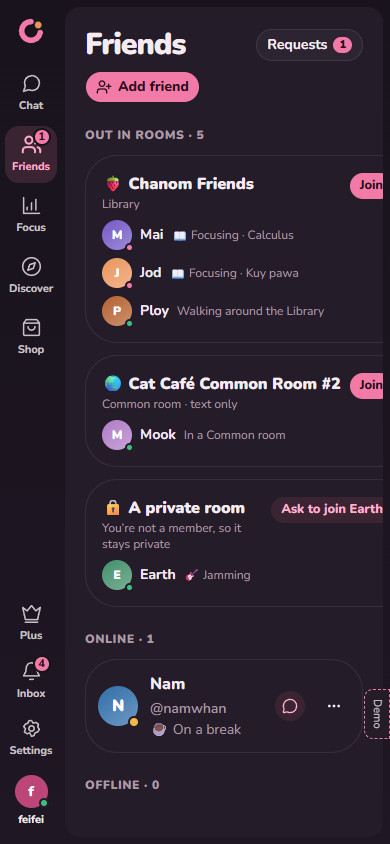 Friends
Requests 1
Add friend
Chat
1
Friends
Focus
Discover
Shop
OUT IN ROOMS · 5
Chanom Friends
Join
Library
M Mai Focusing · Calculus
J Jod Focusing · Kuy pawa
P Ploy Walking around the Library
Cat Café Common Room #2
Join
Common room · text only
M Mook In a Common room
A private room
Ask to join Earth
You're not a member, so it
stays private
E Earth Jamming
ONLINE · 1
N Nam
@namwhan
On a break
Demo
OFFLINE · 0
Plus
4
Inbox
Settings
f
feifei